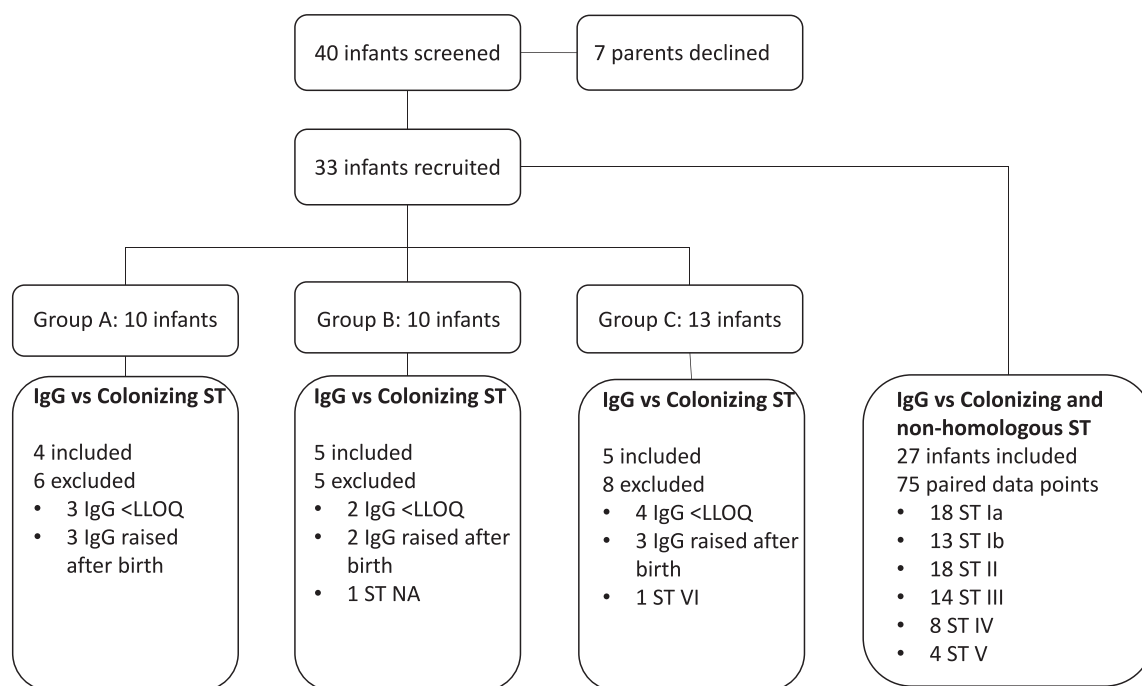 40 infants screened
7 parents declined
33 infants recruited
Group A: 10 infants
Group B: 10 infants
Group C: 13 infants
IgG vs Colonizing ST
4 included
6 excluded
• 3 IgG <LLOQ
• 3 IgG raised
after birth
IgG vs Colonizing ST
5 included
5 excluded
• 2 IgG <LLOQ
• 2 IgG raised after
birth
• 1 ST NA
IgG vs Colonizing ST
5 included
8 excluded
• 4 IgG <LLOQ
• 3 IgG raised after
birth
• 1 ST VI
IgG vs Colonizing and
non-homologous ST
27 infants included
75 paired data points
• 18 ST Ia
• 13 ST Ib
• 18 ST II
• 14 ST III
• 8 ST IV
• 4 ST V